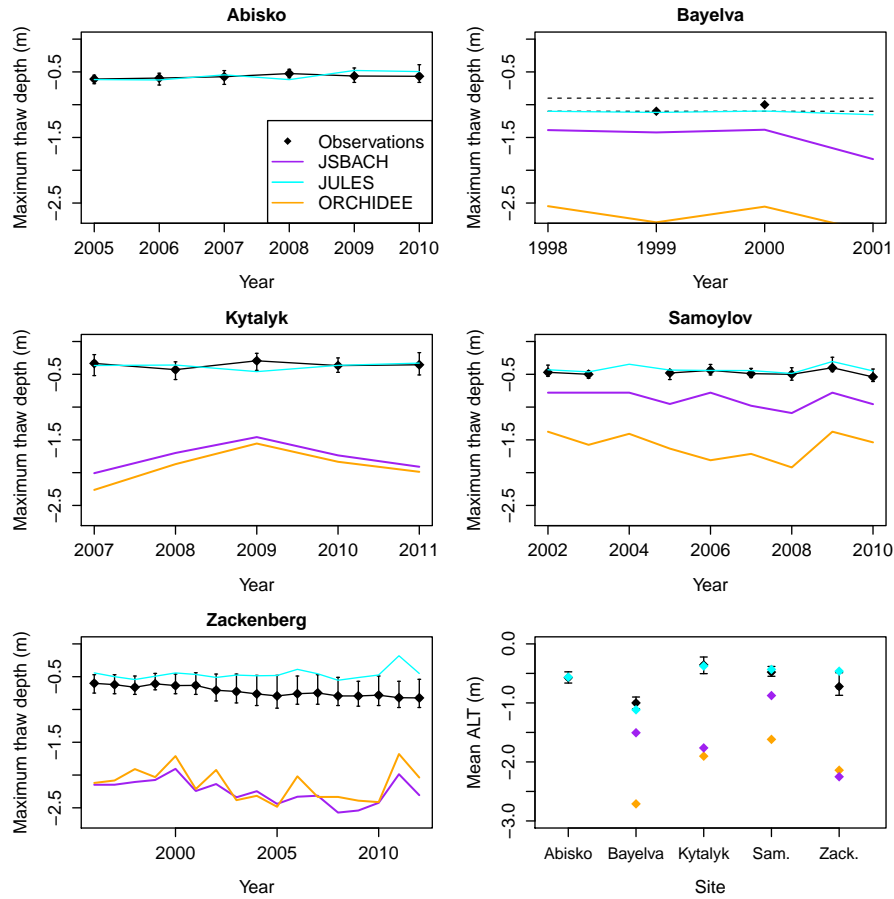 Abisko
Maximum thaw depth (m)
−0.5
−1.5
−2.5
Observations
JSBACH
JULES
ORCHIDEE
2005 2006 2007 2008 2009 2010
Year
Bayelva
Maximum thaw depth (m)
−0.5
−1.5
−2.5
1998 1999 2000 2001
Year
Kytalyk
Maximum thaw depth (m)
−0.5
−1.5
−2.5
2007 2008 2009 2010 2011
Year
Samoylov
Maximum thaw depth (m)
−0.5
−1.5
−2.5
2002 2004 2006 2008 2010
Year
Zackenberg
Maximum thaw depth (m)
−0.5
−1.5
−2.5
2000 2005 2010
Year
Mean ALT (m)
0.0
−1.0
−2.0
−3.0
Abisko Bayelva Kytalyk Sam. Zack.
Site